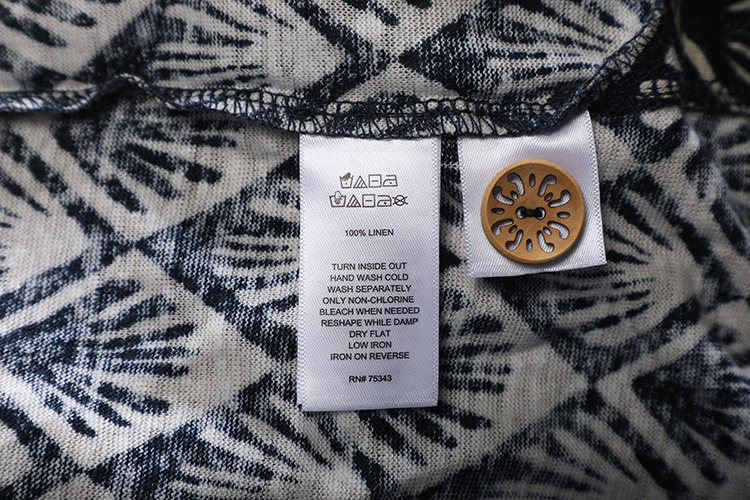 100% LINEN
TURN INSIDE OUT
HAND WASH COLD
WASH SEPARATELY
ONLY NON-CHLORINE
BLEACH WHEN NEEDED
RESHAPE WHILE DAMP
DRY FLAT
LOW IRON
IRON ON REVERSE
RN# 75343